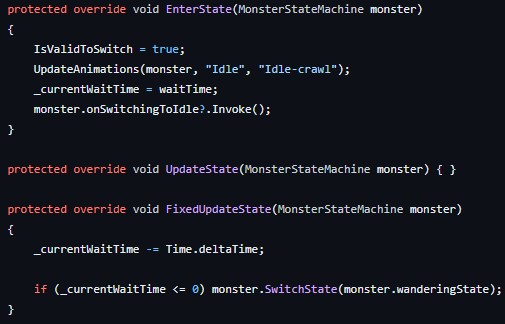 protected override void EnterState(MonsterStateMachine monster)
{
    IsValidToSwitch = true;
    UpdateAnimations(monster, "Idle", "Idle-crawl");
    _currentWaitTime = waitTime;
    monster.onSwitchingToIdle?.Invoke();
}

protected override void UpdateState(MonsterStateMachine monster) { }

protected override void FixedUpdateState(MonsterStateMachine monster)
{
    _currentWaitTime -= Time.deltaTime;

    if (_currentWaitTime <= 0) monster.SwitchState(monster.wanderingState);
}